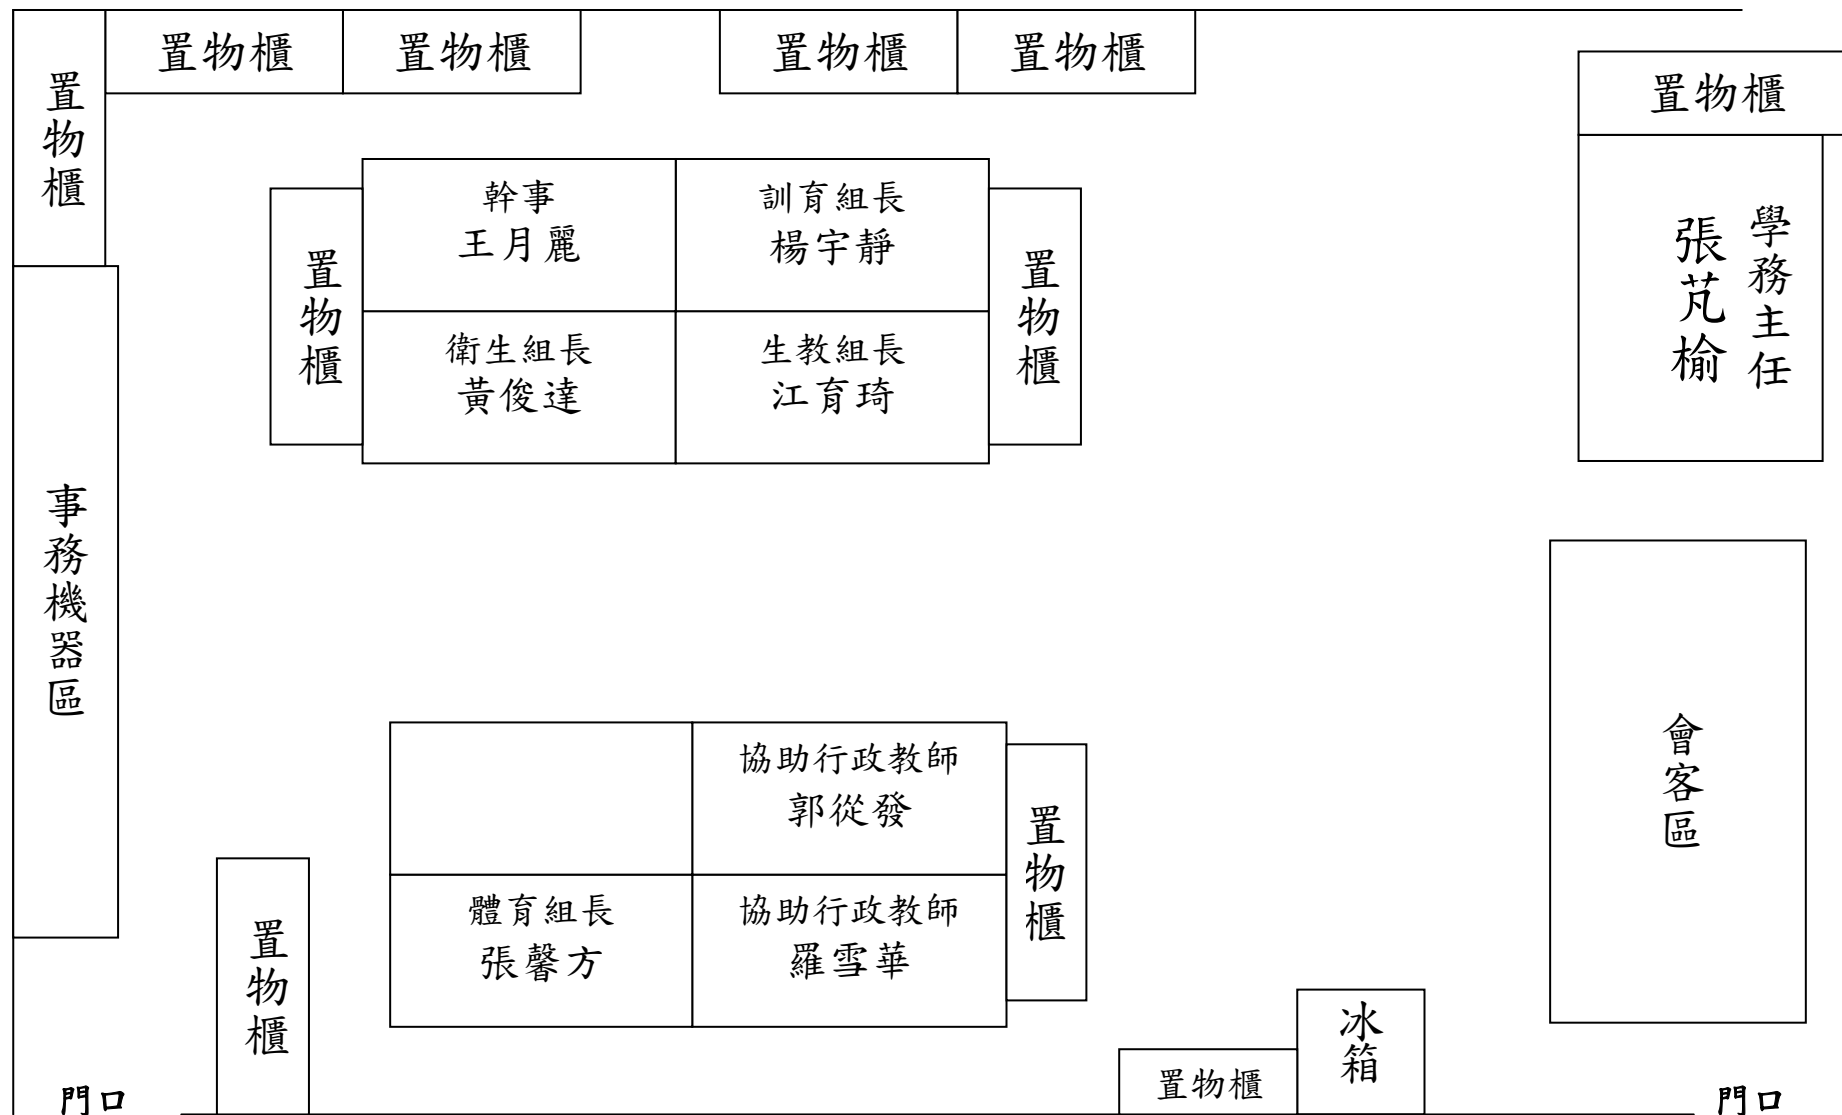 置物櫃
置物櫃
置物櫃
置物櫃
置物櫃
置物櫃
幹事
王月麗
訓育組長
楊宇靜
置物櫃
置物櫃
衛生組長
黃俊達
生教組長
江育琦
學務主任
張芃榆
事務機器區
協助行政教師
郭從發
體育組長
張馨方
協助行政教師
羅雪華
置物櫃
會客區
置物櫃
置物櫃
冰箱
門口
門口